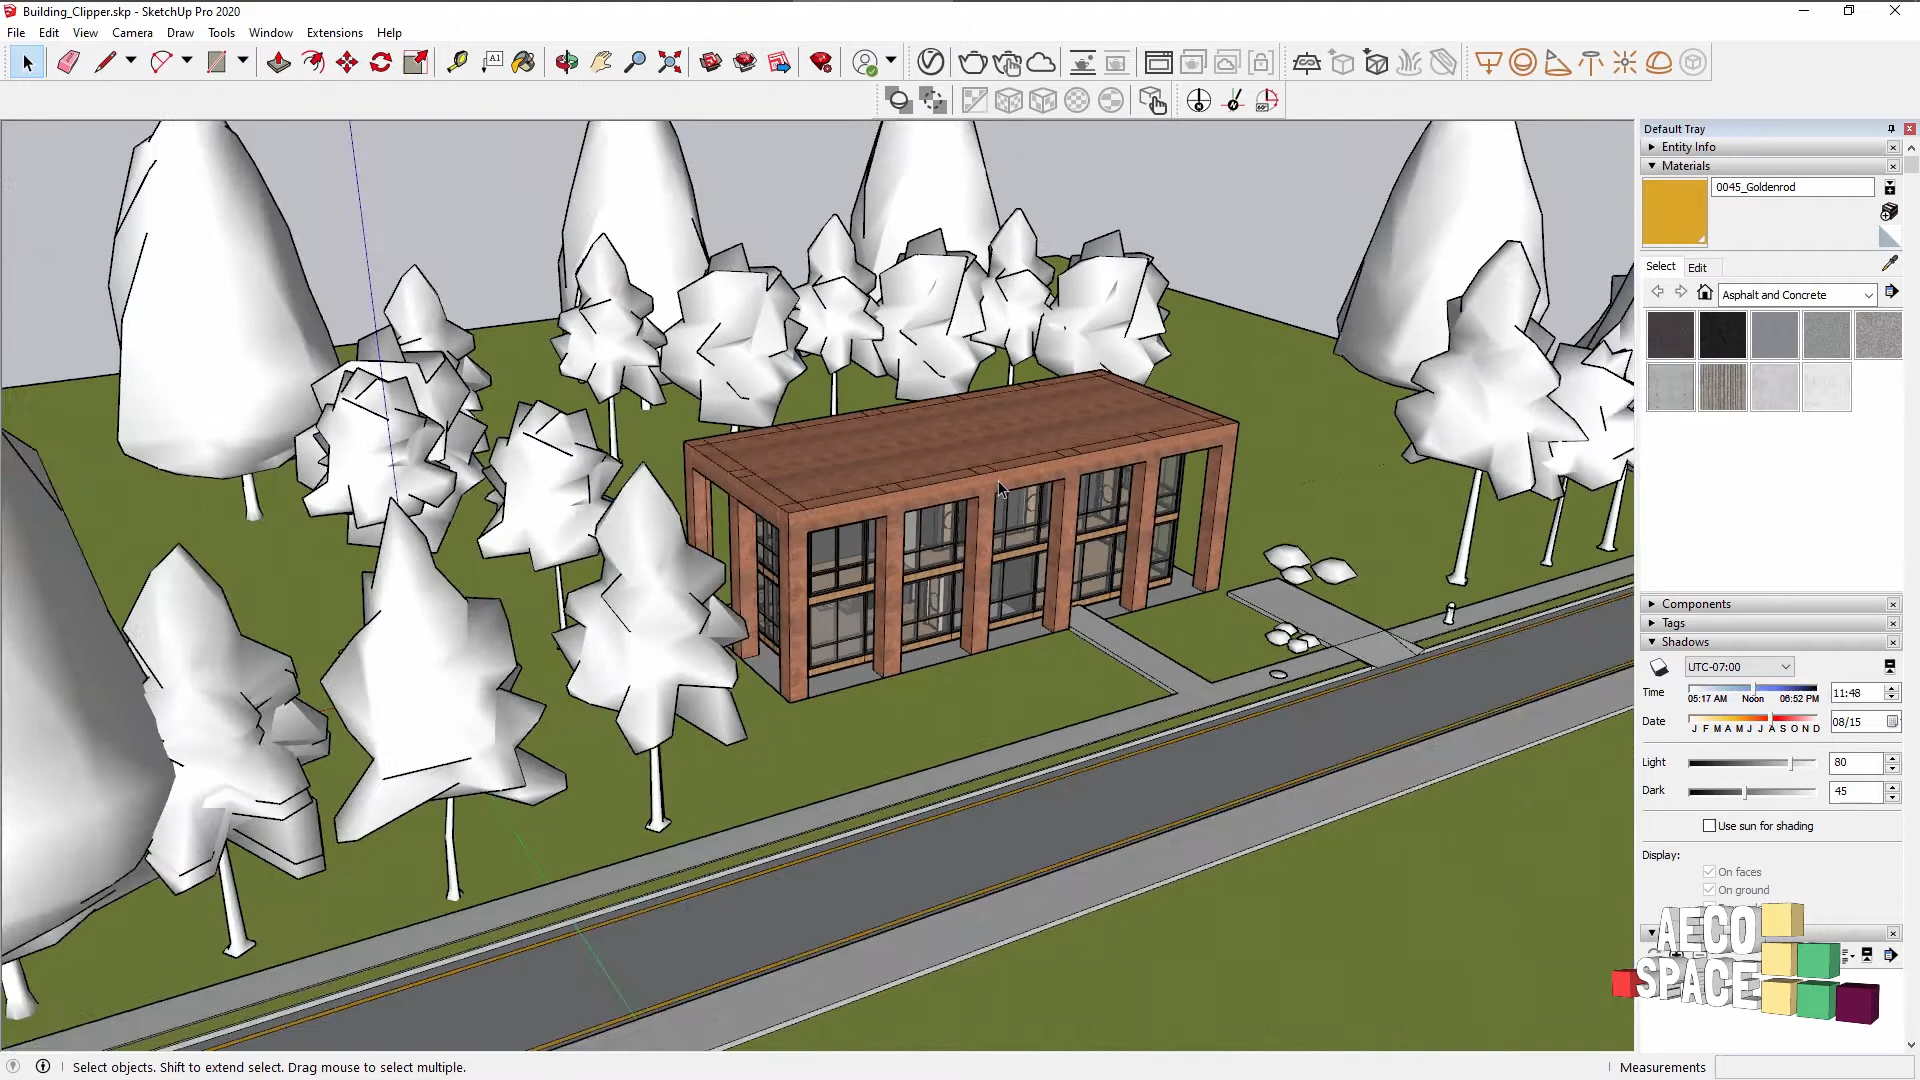 Building_Clipper.skp - SketchUp Pro 2020
File Edit View Camera Draw Tools Window Extensions Help
A1
Default Tray
Entity Info
Materials
0045_Goldenrod
Select Edit
Asphalt and Concrete
Components
Tags
Shadows
UTC-07:00
Time 11:48
05:17 AM Noon 06:52 PM
Date 08/15
J F M A M J J A S O N D
Light 80
Dark 45
Use sun for shading
Display:
On faces
On ground
AECO
SPACE
Select objects. Shift to extend select. Drag mouse to select multiple.
Measurements